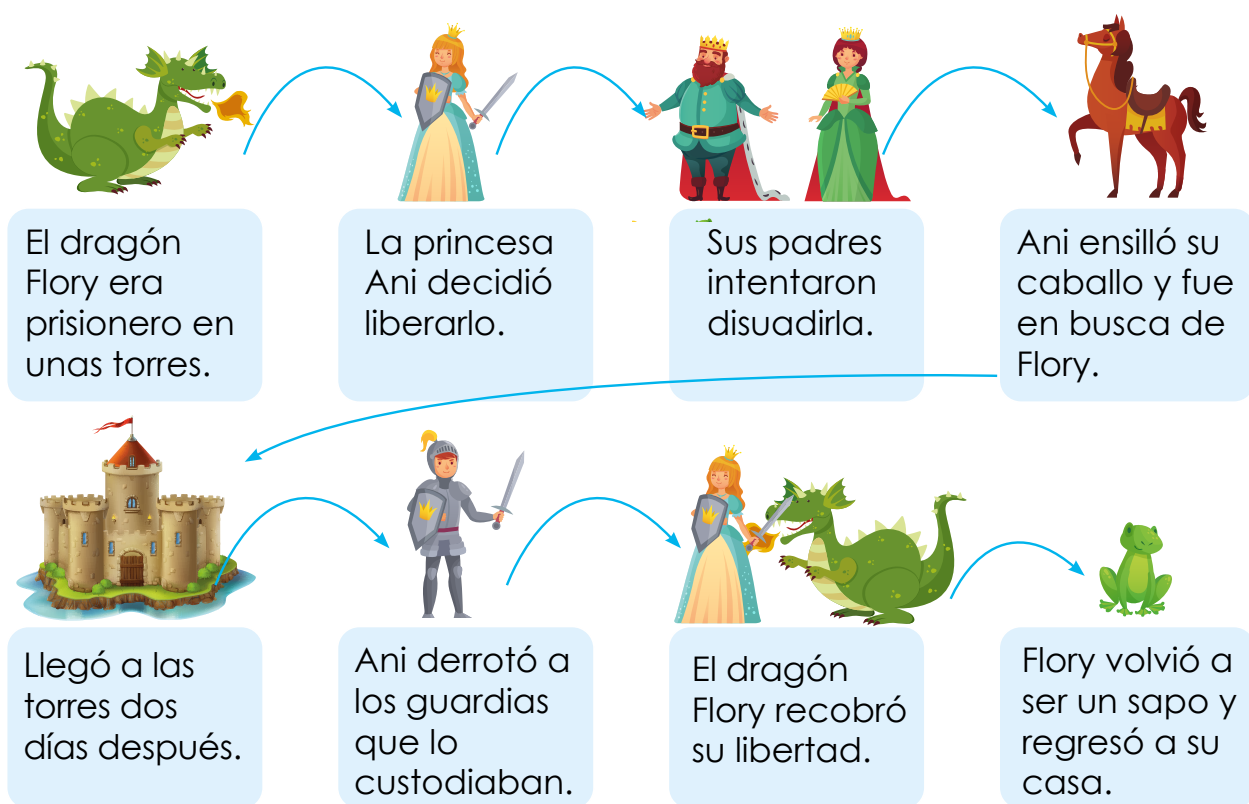 El dragón
Flory era
prisionero en
unas torres.
La princesa
Ani decidió
liberarlo.
Sus padres
intentaron
disuadirla.
Ani ensilló su
caballo y fue
en busca de
Flory.
Llegó a las
torres dos
días después.
Ani derrotó a
los guardias
que lo
custodiaban.
El dragón
Flory recobró
su libertad.
Flory volvió a
ser un sapo y
regresó a su
casa.